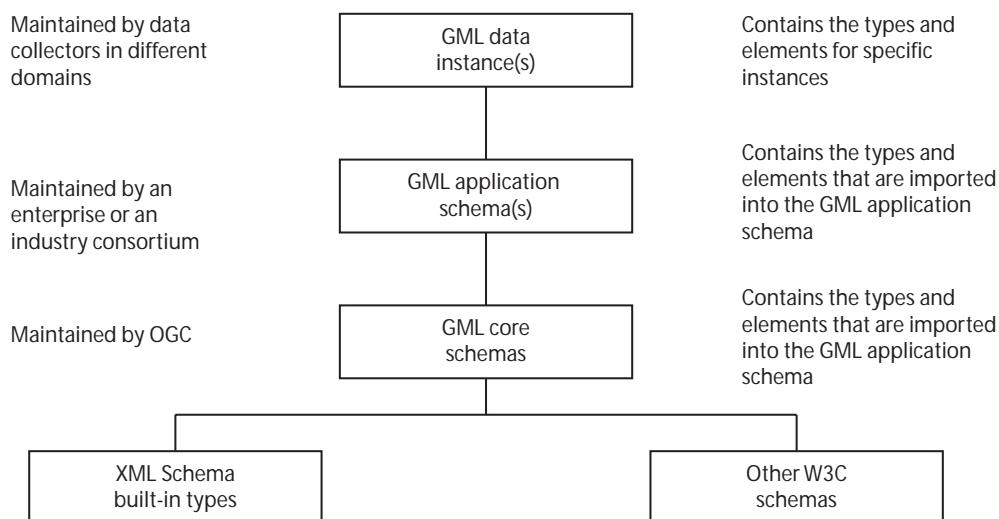 Maintained by data
collectors in different
domains
GML data
instance(s)
Contains the types and
elements for specific
instances
Maintained by an
enterprise or an
industry consortium
GML application
schema(s)
Contains the types and
elements that are imported
into the GML application
schema
Maintained by OGC
GML core
schemas
Contains the types and
elements that are imported
into the GML application
schema
XML Schema
built-in types
Other W3C
schemas